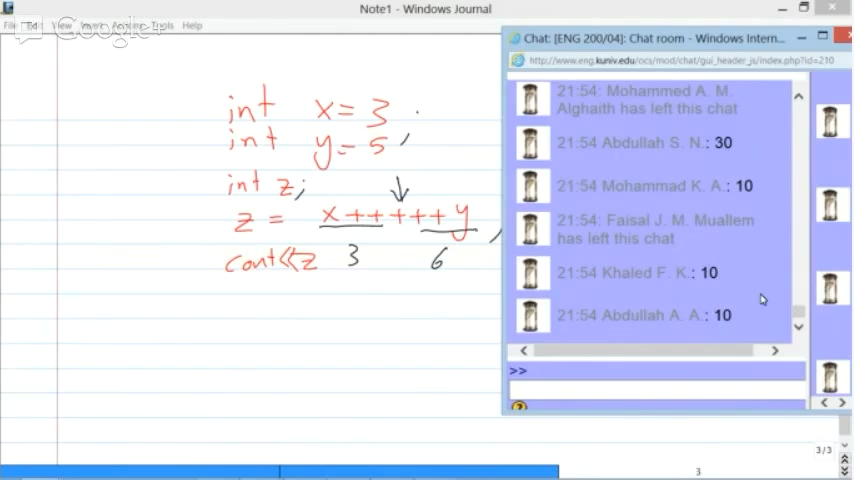 Note1 - Windows Journal
File Edit View Insert Actions Tools Help
Google+
int x = 3 .
int y = 5 ;
int z ;
z = x +++++ y ;
cout<<z 3 6
Chat: [ENG 200/04]: Chat room - Windows Intern...
http://www.eng.kuniv.edu/ocs/mod/chat/gui_header_js/index.php?id=210
21:54: Mohammed A. M.
Alghaith has left this chat
21:54 Abdullah S. N.: 30
21:54 Mohammad K. A.: 10
21:54: Faisal J. M. Muallem
has left this chat
21:54 Khaled F. K.: 10
21:54 Abdullah A. A.: 10
>>
3/3
3